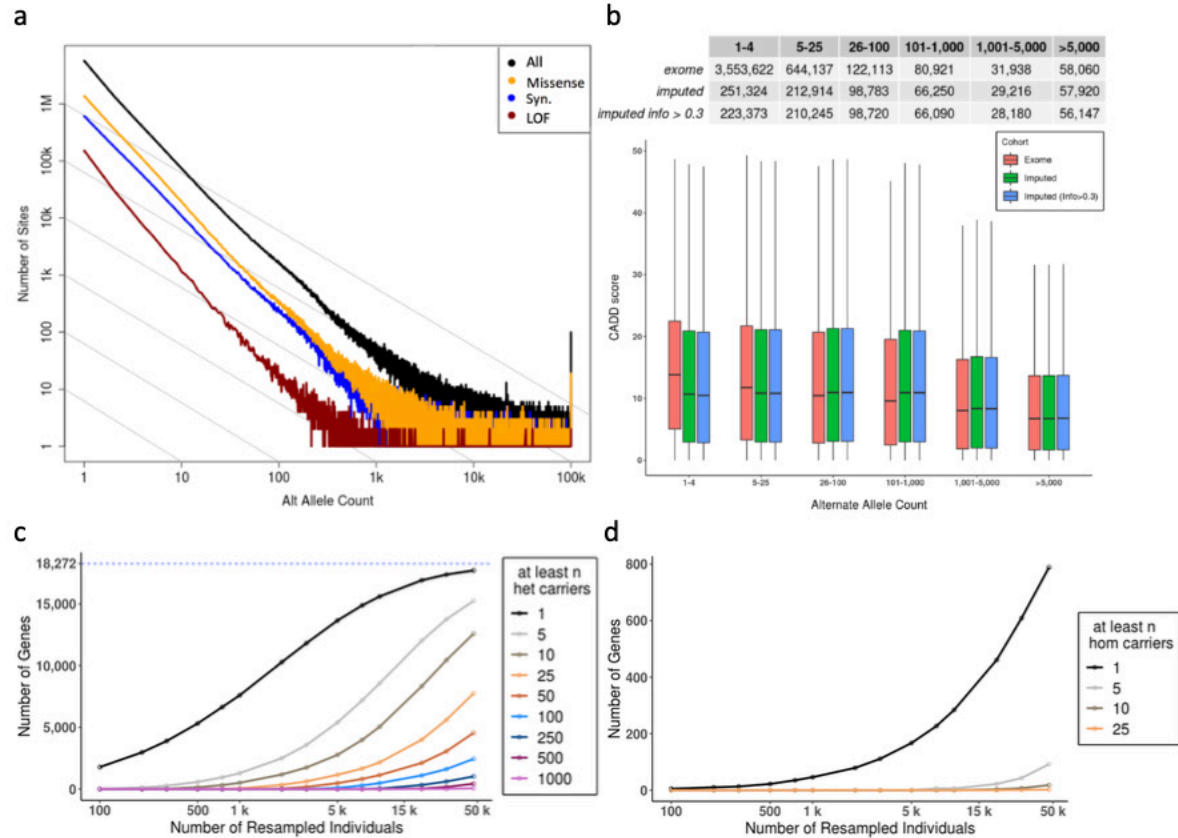 a
Number of Sites
1M
100k
10k
1k
100
10
1
1 10 100 1k 10k 100k
Alt Allele Count
All
Missense
Syn.
LOF
b
1-4 5-25 26-100 101-1,000 1,001-5,000 >5,000
exome 3,553,622 644,137 122,113 80,921 31,938 58,060
imputed 251,324 212,914 98,783 66,250 29,216 57,920
imputed info > 0.3 223,373 210,245 98,720 66,090 28,180 56,147
CADD score
50
40
30
20
10
0
Cohort
Exome
Imputed
Imputed (Info>0.3)
1-4 5-25 26-100 101-1,000 1,001-5,000 >5,000
Alternate Allele Count
c
Number of Genes
18,272
15,000
10,000
5,000
0
100 500 1 k 5 k 15 k 50 k
Number of Resampled Individuals
at least n
het carriers
1
5
10
25
50
100
250
500
1000
d
Number of Genes
800
600
400
200
0
100 500 1 k 5 k 15 k 50 k
Number of Resampled Individuals
at least n
hom carriers
1
5
10
25